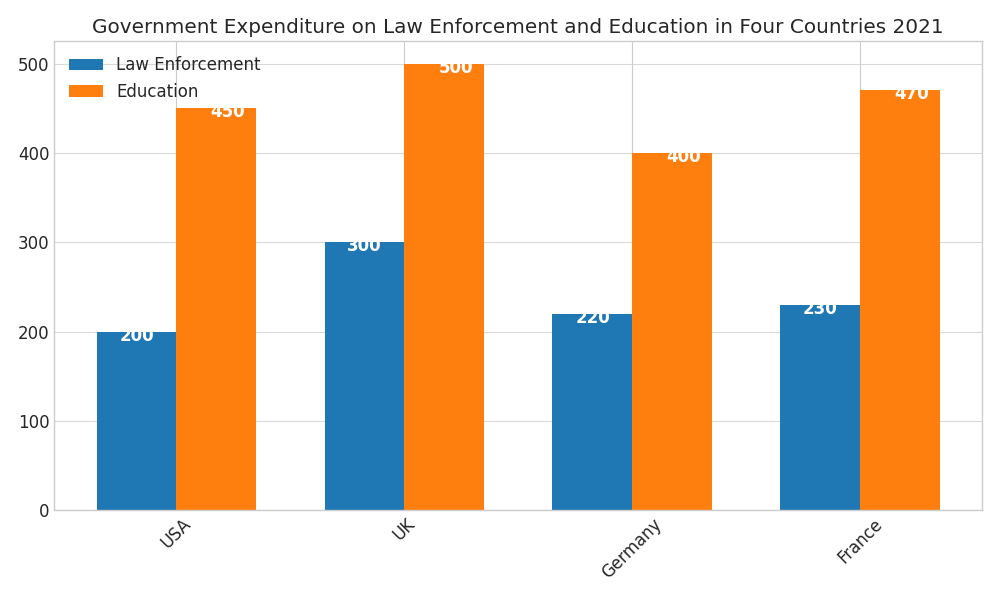 Government Expenditure on Law Enforcement and Education in Four Countries 2021
Law Enforcement
Education
500
400
300
200
100
0
200
450
300
500
220
400
230
470
USA
UK
Germany
France